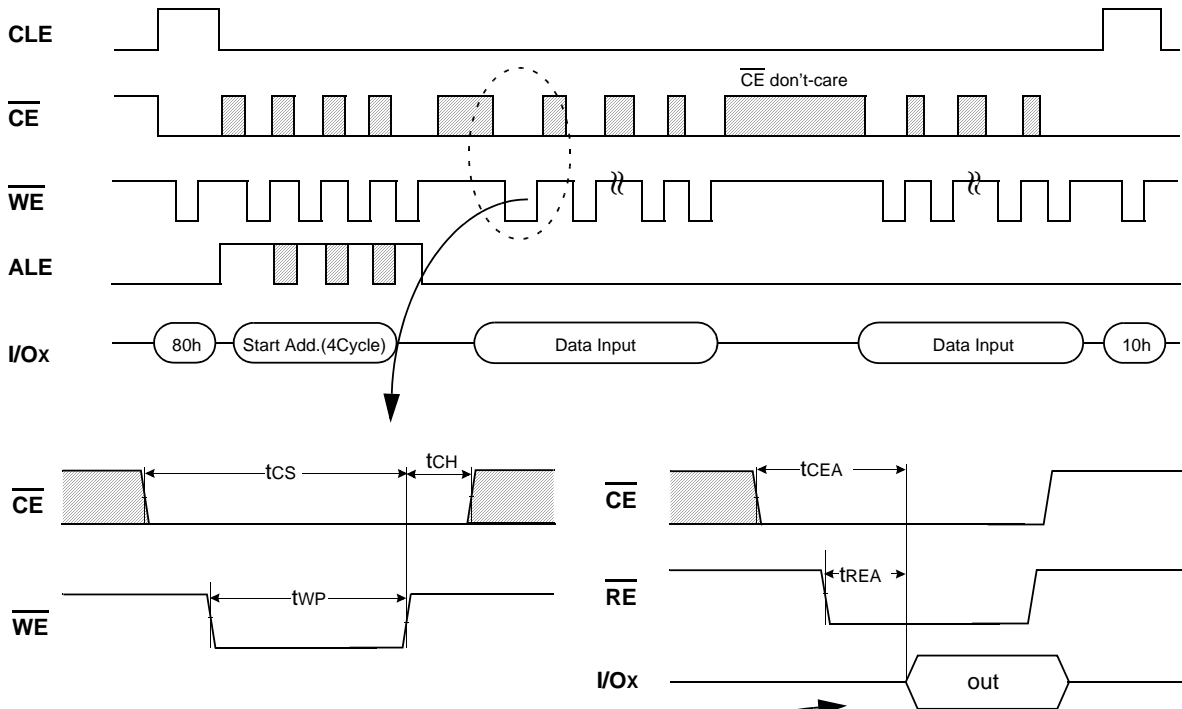 CLE
CE don't-care
CE
WE
ALE
I/Ox
80h
Start Add.(4Cycle)
Data Input
Data Input
10h
tCS
tCH
CE
tWP
WE
tCEA
CE
tREA
RE
I/Ox
out